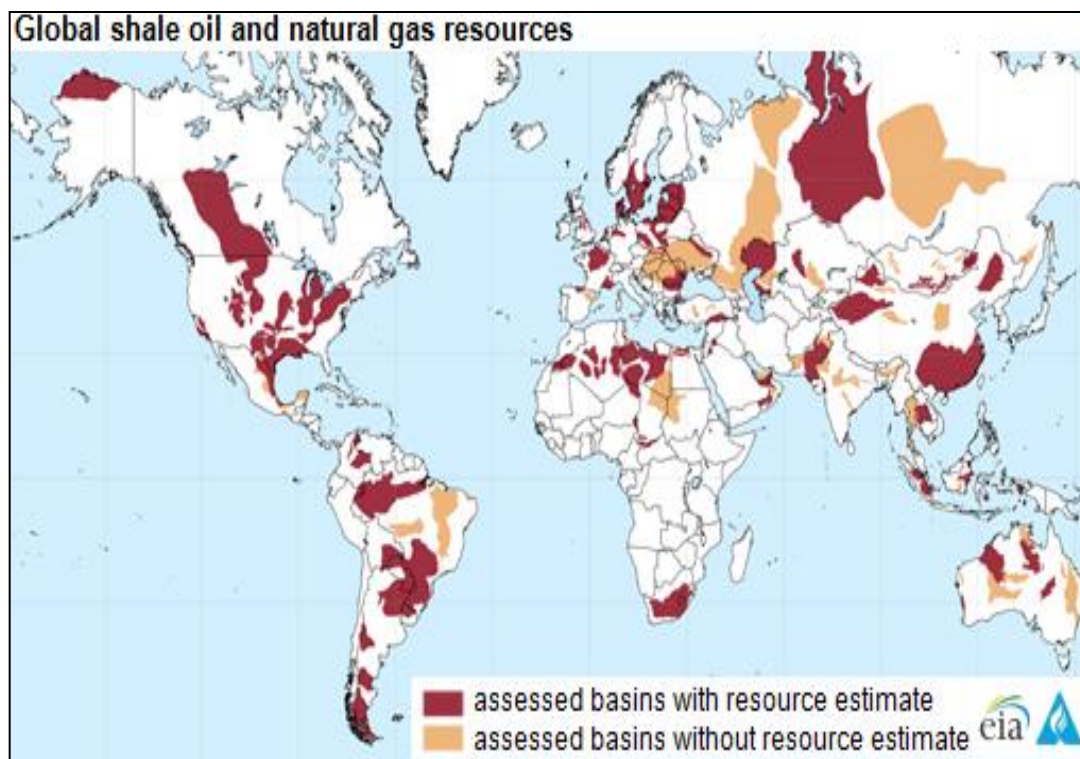 Global shale oil and natural gas resources
assessed basins with resource estimate
assessed basins without resource estimate
eia